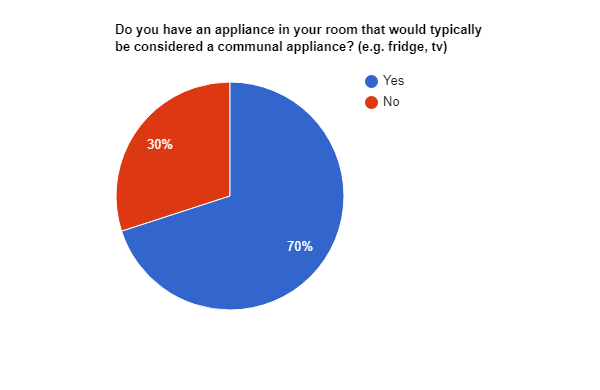 Do you have an appliance in your room that would typically
be considered a communal appliance? (e.g. fridge, tv)
Yes
No
30%
70%